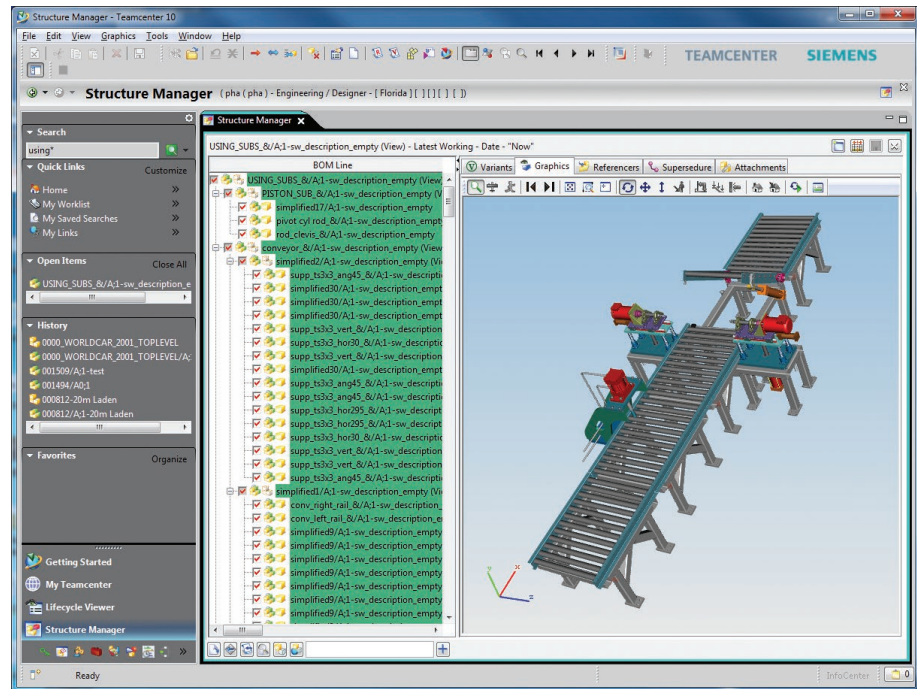 Structure Manager - Teamcenter 10
File Edit View Graphics Tools Window Help
TEAMCENTER SIEMENS
Structure Manager ( pha ( pha ) - Engineering / Designer - [ Florida ] [ ] [ ] [ ] [ ])
Search
using*
Quick Links
Customize
Home
My Worklist
My Saved Searches
My Links
Open Items
Close All
USING_SUBS_&/A;1-sw_description_e
History
0000_WORLDCAR_2001_TOPLEVEL
0000_WORLDCAR_2001_TOPLEVEL/A;
001509/A;1-test
001494/A0;1
000812-20m Laden
000812/A;1-20m Laden
Favorites
Organize
Getting Started
My Teamcenter
Lifecycle Viewer
Structure Manager
Structure Manager
USING_SUBS_&/A;1-sw_description_empty (View) - Latest Working - Date - "Now"
BOM Line
USING_SUBS_&/A;1-sw_description_empty (View
PISTON_SUB_&/A;1-sw_description_empty (V
simplified17/A;1-sw_description_empty
pivot cyl rod_&/A;1-sw_description_empt
rod_clevis_&/A;1-sw_description_empty
conveyor_&/A;1-sw_description_empty (View
simplified2/A;1-sw_description_empty (Vi
supp_ts3x3_ang45_&/A;1-sw_descripti
simplified30/A;1-sw_description_empt
simplified30/A;1-sw_description_empt
simplified30/A;1-sw_description_empt
supp_ts3x3_vert_&/A;1-sw_description
supp_ts3x3_hor30_&/A;1-sw_descriptio
supp_ts3x3_vert_&/A;1-sw_description
simplified30/A;1-sw_description_empt
supp_ts3x3_ang45_&/A;1-sw_descripti
supp_ts3x3_ang45_&/A;1-sw_descripti
supp_ts3x3_hor295_&/A;1-sw_descript
supp_ts3x3_hor295_&/A;1-sw_descript
supp_ts3x3_hor30_&/A;1-sw_descriptio
supp_ts3x3_vert_&/A;1-sw_description
supp_ts3x3_vert_&/A;1-sw_description
supp_ts3x3_ang45_&/A;1-sw_descripti
simplified1/A;1-sw_description_empty (Vi
conv_right_rail_&/A;1-sw_description_
conv_left_rail_&/A;1-sw_description_e
simplified9/A;1-sw_description_empty
simplified9/A;1-sw_description_empty
simplified9/A;1-sw_description_empty
simplified9/A;1-sw_description_empty
simplified9/A;1-sw_description_empty
simplified9/A;1-sw_description_empty
simplified9/A;1-sw_description_empty
Variants Graphics Referencers Supersedure Attachments
Y X Z
Ready
InfoCenter 0